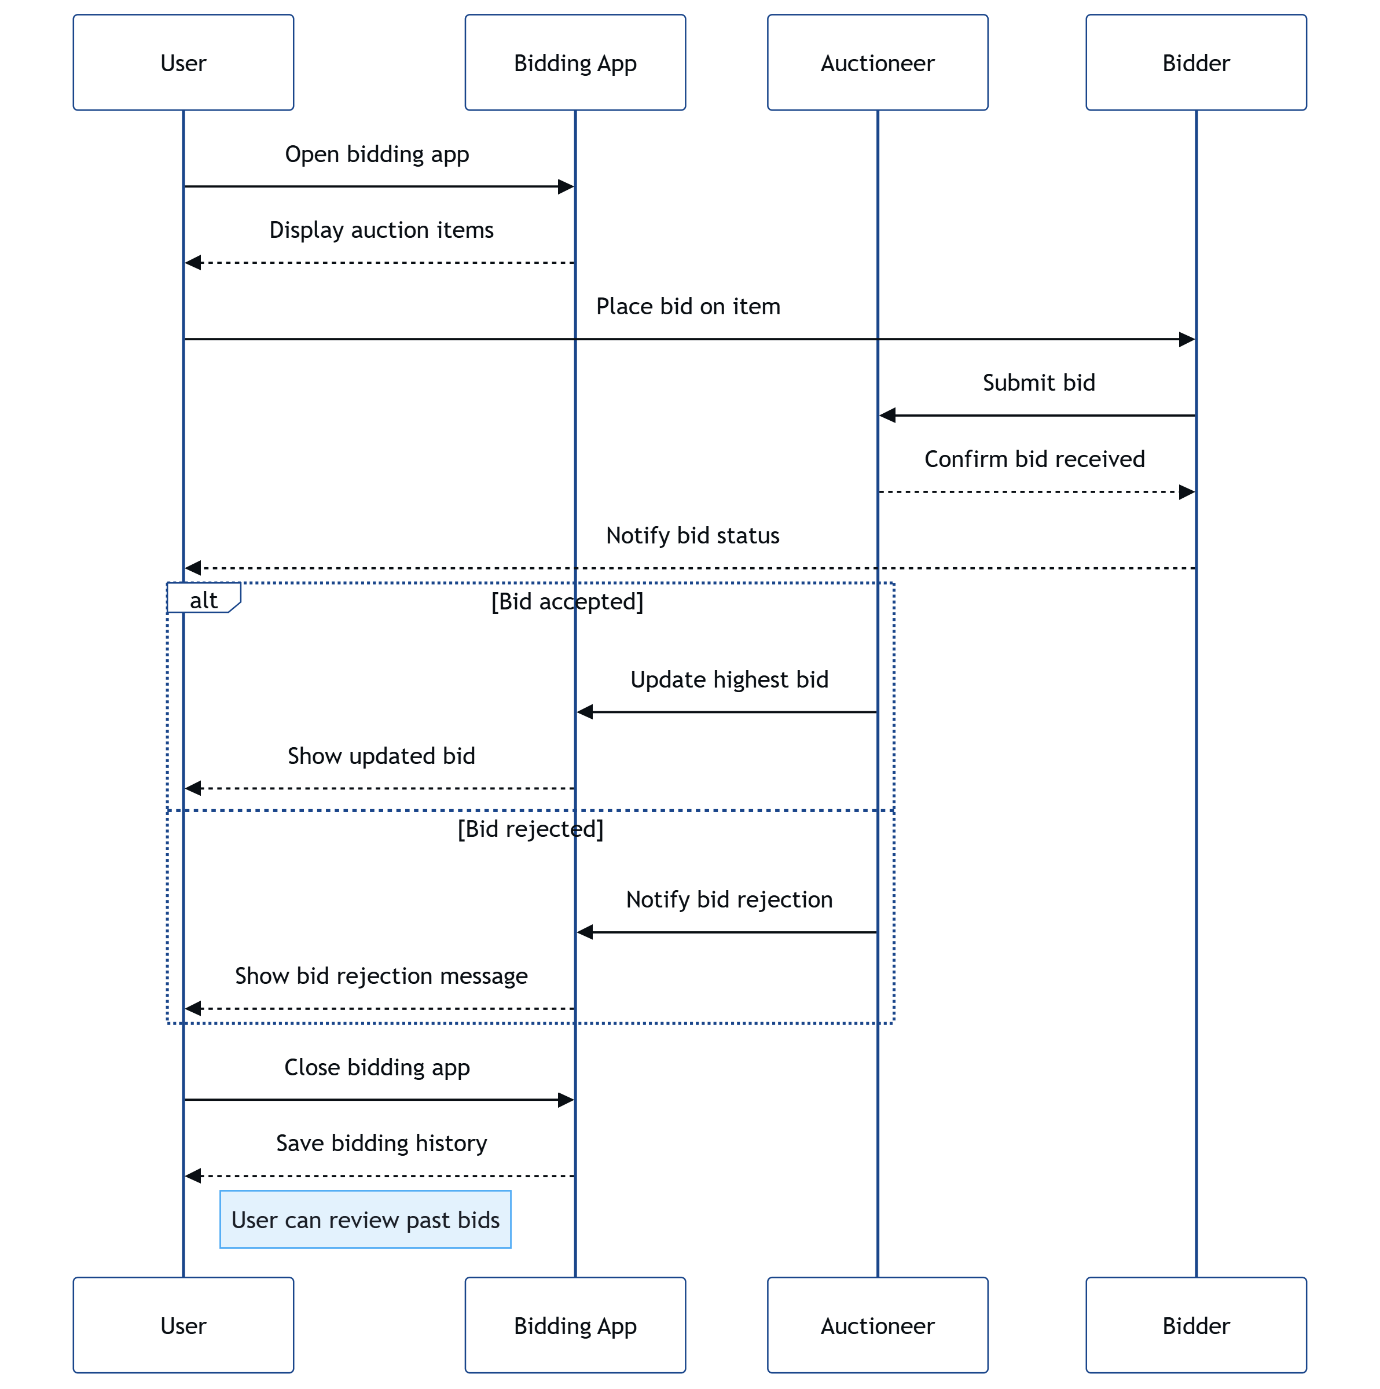 User
Bidding App
Auctioneer
Bidder
Open bidding app
Display auction items
Place bid on item
Submit bid
Confirm bid received
Notify bid status
alt
[Bid accepted]
Update highest bid
Show updated bid
[Bid rejected]
Notify bid rejection
Show bid rejection message
Close bidding app
Save bidding history
User can review past bids
User
Bidding App
Auctioneer
Bidder